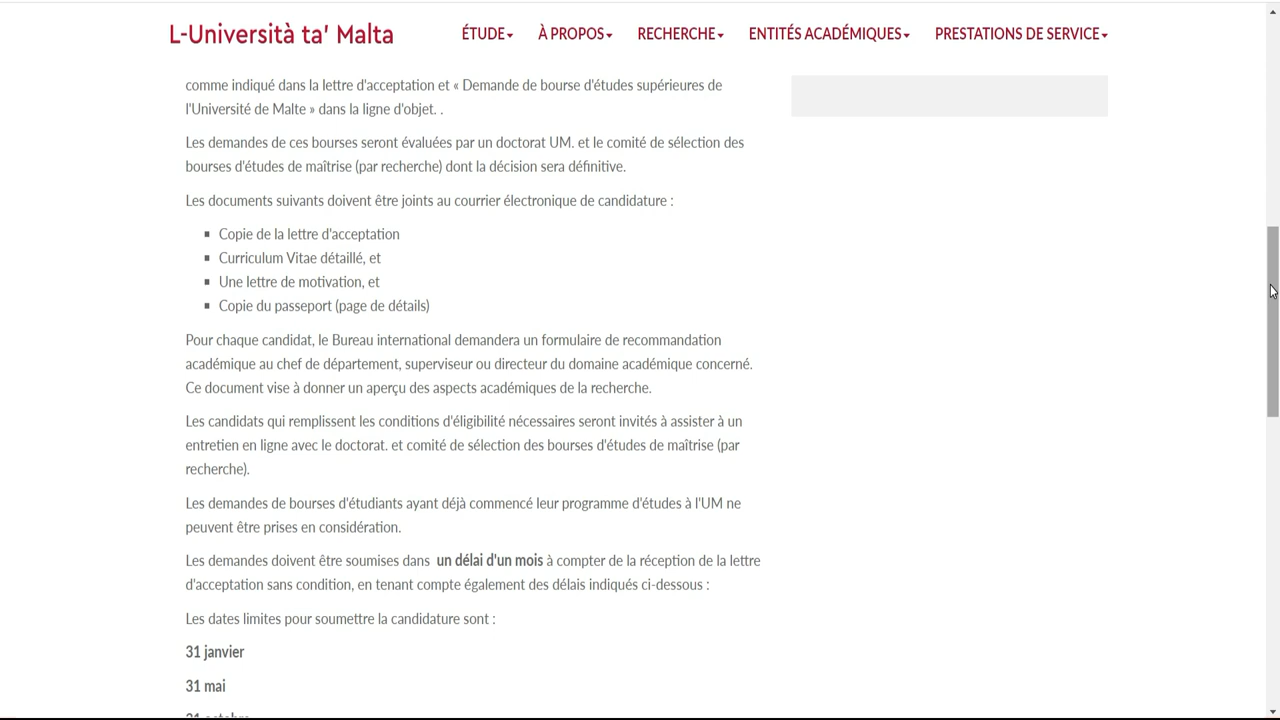 L-Università ta' Malta
ÉTUDE
À PROPOS
RECHERCHE
ENTITÉS ACADÉMIQUES
PRESTATIONS DE SERVICE
comme indiqué dans la lettre d'acceptation et « Demande de bourse d'études supérieures de
l'Université de Malte » dans la ligne d'objet. .
Les demandes de ces bourses seront évaluées par un doctorat UM. et le comité de sélection des
bourses d'études de maîtrise (par recherche) dont la décision sera définitive.
Les documents suivants doivent être joints au courrier électronique de candidature :
Copie de la lettre d'acceptation
Curriculum Vitae détaillé, et
Une lettre de motivation, et
Copie du passeport (page de détails)
Pour chaque candidat, le Bureau international demandera un formulaire de recommandation
académique au chef de département, superviseur ou directeur du domaine académique concerné.
Ce document vise à donner un aperçu des aspects académiques de la recherche.
Les candidats qui remplissent les conditions d'éligibilité nécessaires seront invités à assister à un
entretien en ligne avec le doctorat. et comité de sélection des bourses d'études de maîtrise (par
recherche).
Les demandes de bourses d'étudiants ayant déjà commencé leur programme d'études à l'UM ne
peuvent être prises en considération.
Les demandes doivent être soumises dans un délai d'un mois à compter de la réception de la lettre
d'acceptation sans condition, en tenant compte également des délais indiqués ci-dessous :
Les dates limites pour soumettre la candidature sont :
31 janvier
31 mai